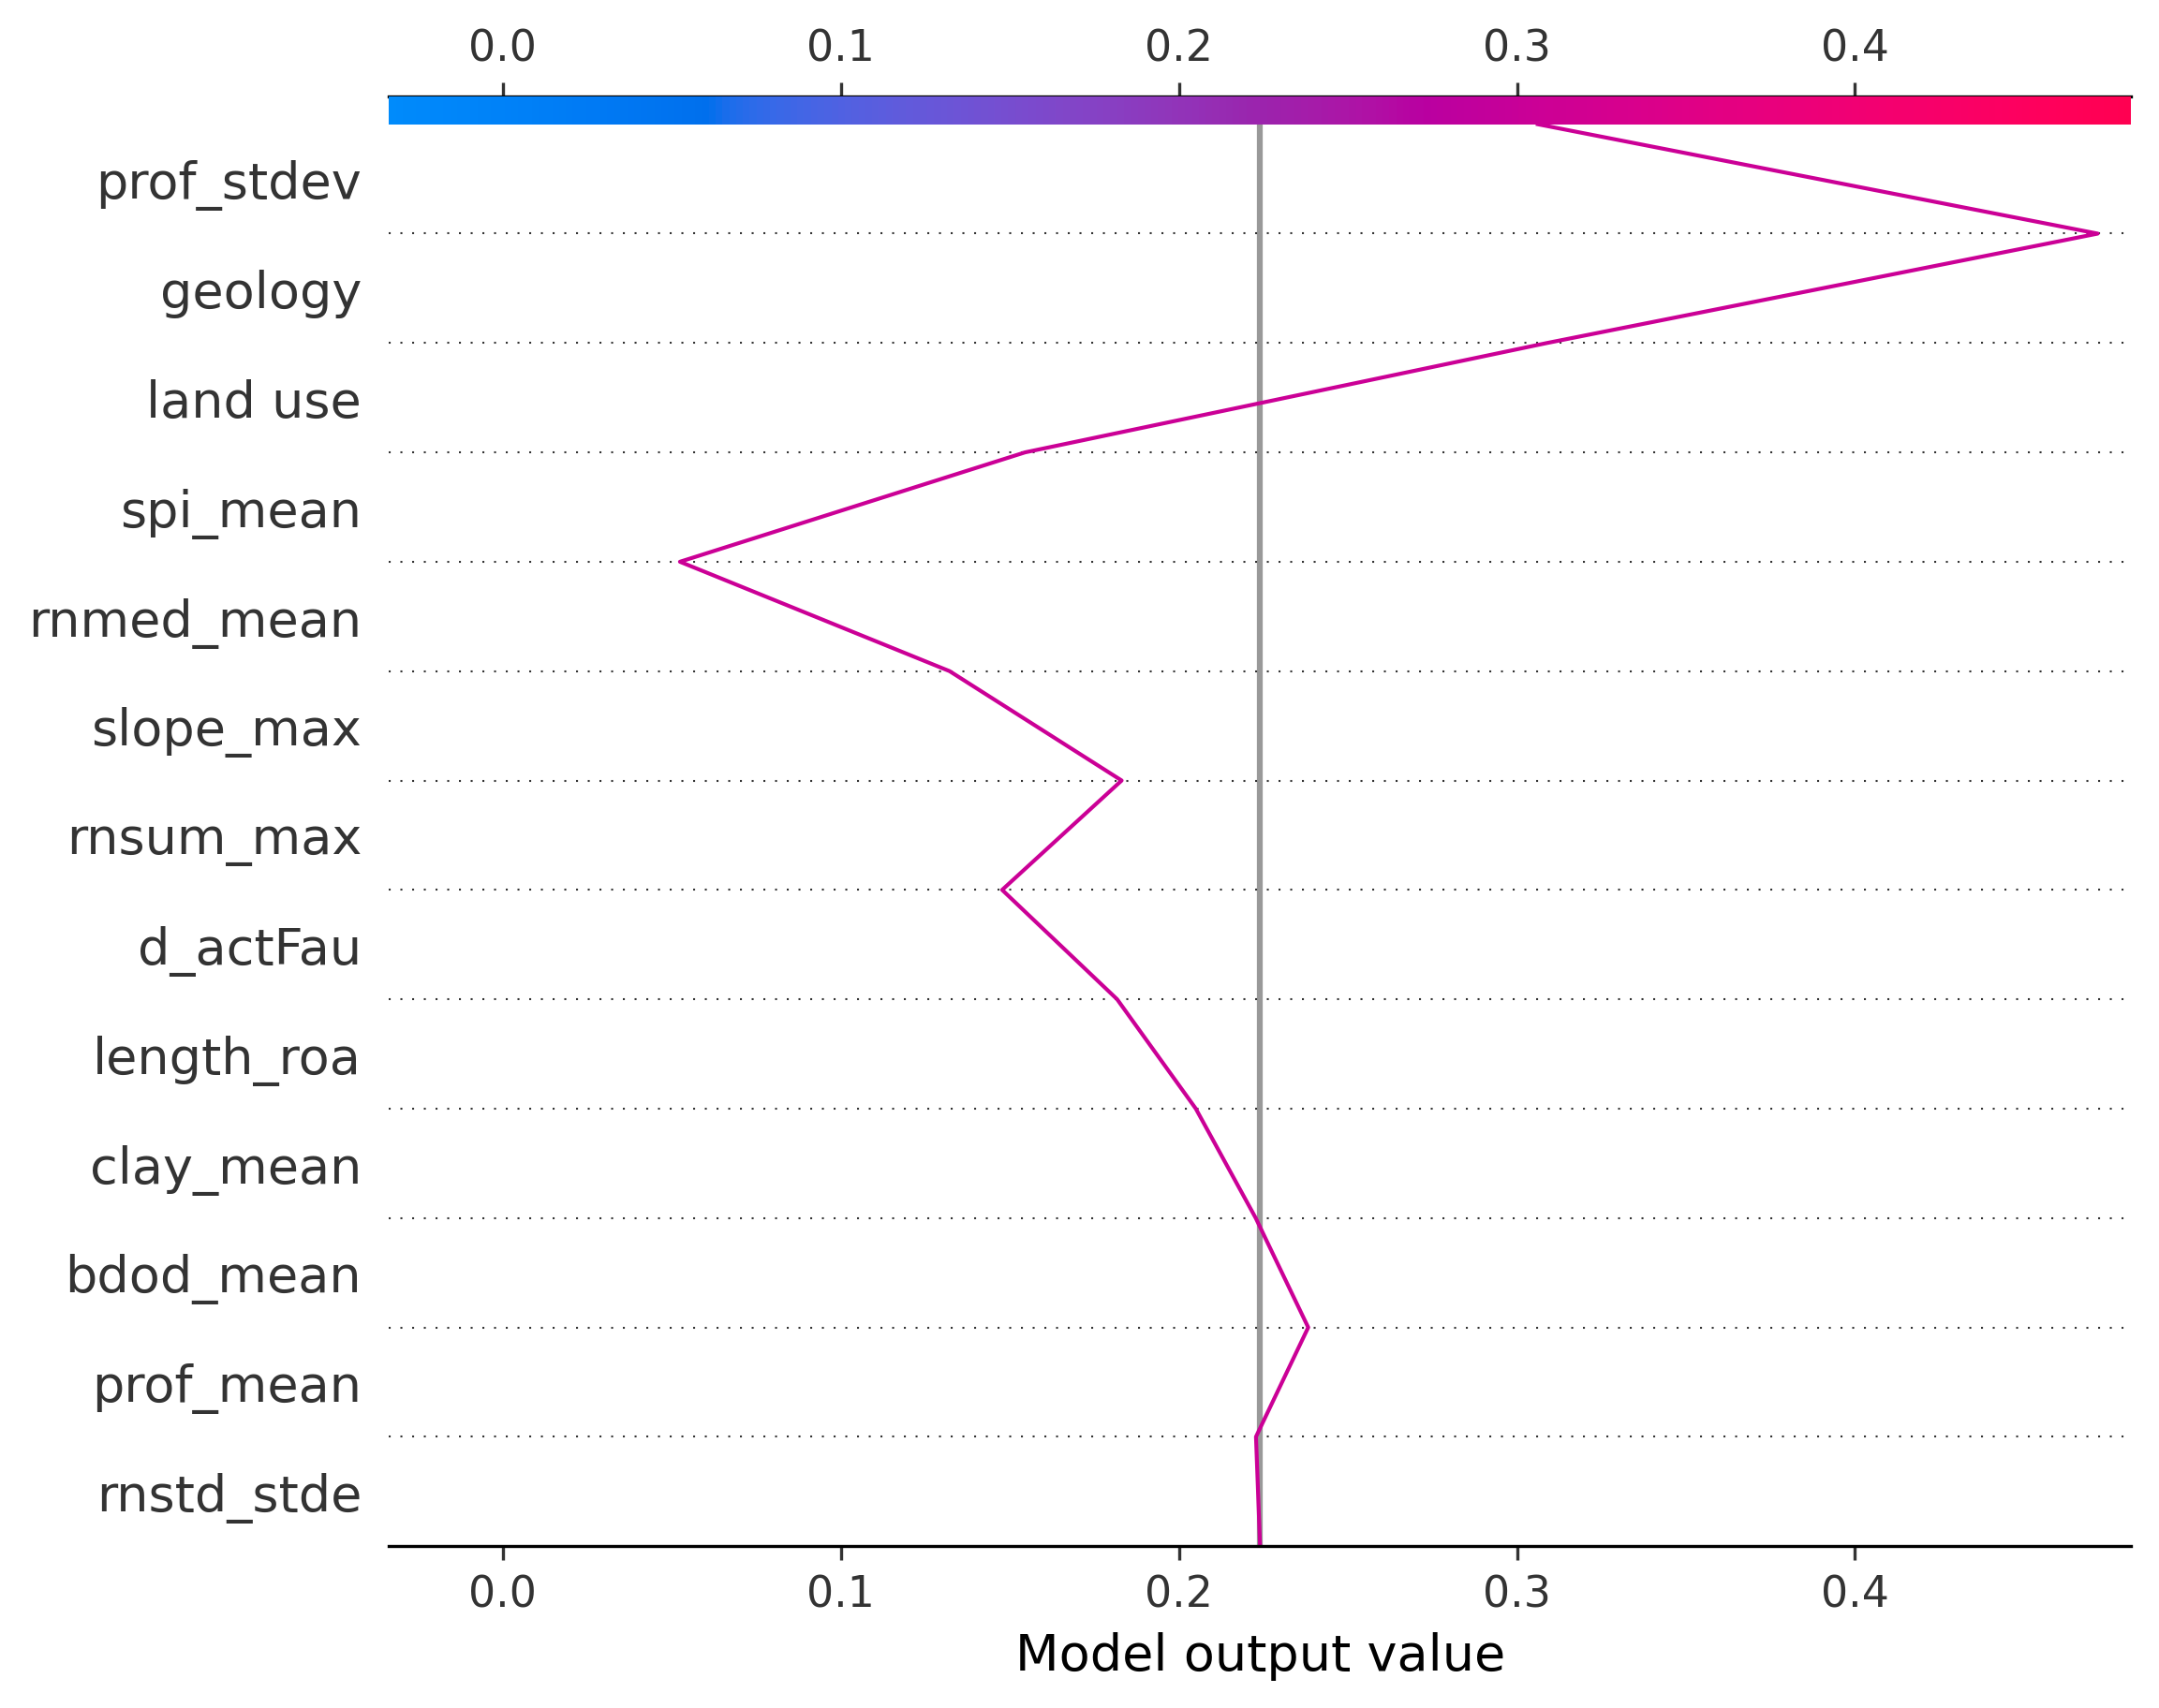 0.0 0.1 0.2 0.3 0.4
prof_stdev
geology
land use
spi_mean
rnmed_mean
slope_max
rnsum_max
d_actFau
length_roa
clay_mean
bdod_mean
prof_mean
rnstd_stde
0.0 0.1 0.2 0.3 0.4
Model output value